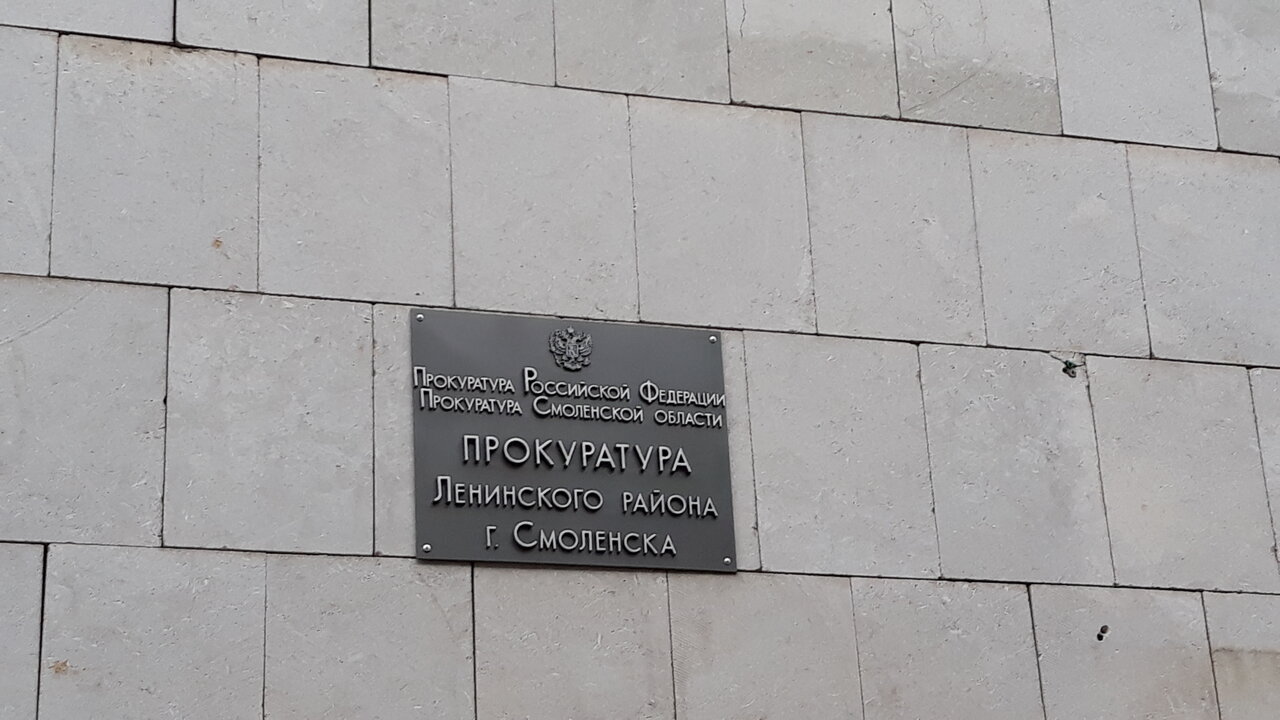 Прокуратура Российской Федерации
Прокуратура Смоленской области
ПРОКУРАТУРА
Ленинского района
г. Смоленска